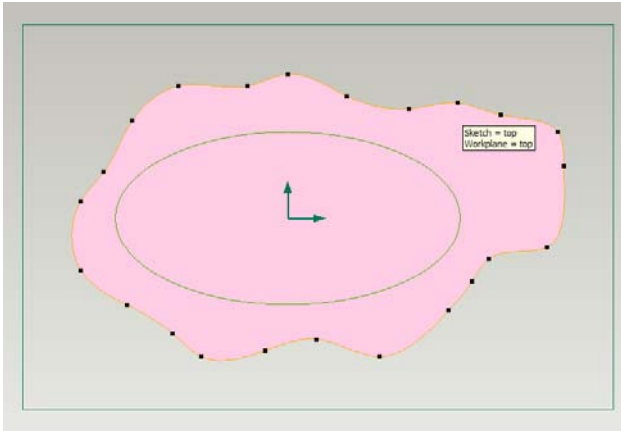 Sketch = top
Workplane = top